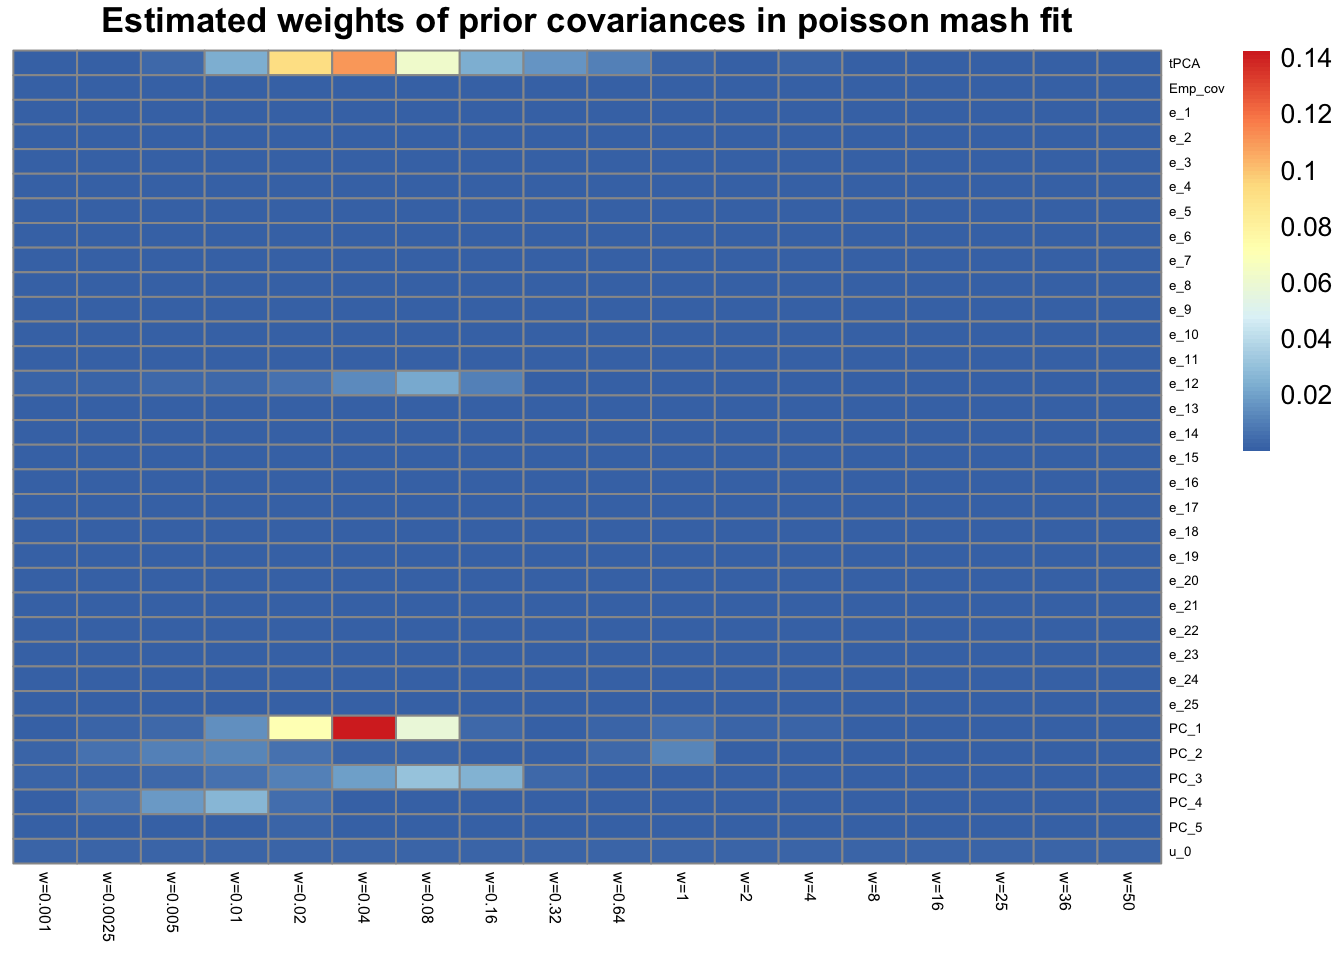 Estimated weights of prior covariances in poisson mash fit
tPCA
Emp_cov
e_1
e_2
e_3
e_4
e_5
e_6
e_7
e_8
e_9
e_10
e_11
e_12
e_13
e_14
e_15
e_16
e_17
e_18
e_19
e_20
e_21
e_22
e_23
e_24
e_25
PC_1
PC_2
PC_3
PC_4
PC_5
u_0
w=0.001
w=0.0025
w=0.005
w=0.01
w=0.02
w=0.04
w=0.08
w=0.16
w=0.32
w=0.64
w=1
w=2
w=4
w=8
w=16
w=25
w=36
w=50
0.14
0.12
0.1
0.08
0.06
0.04
0.02